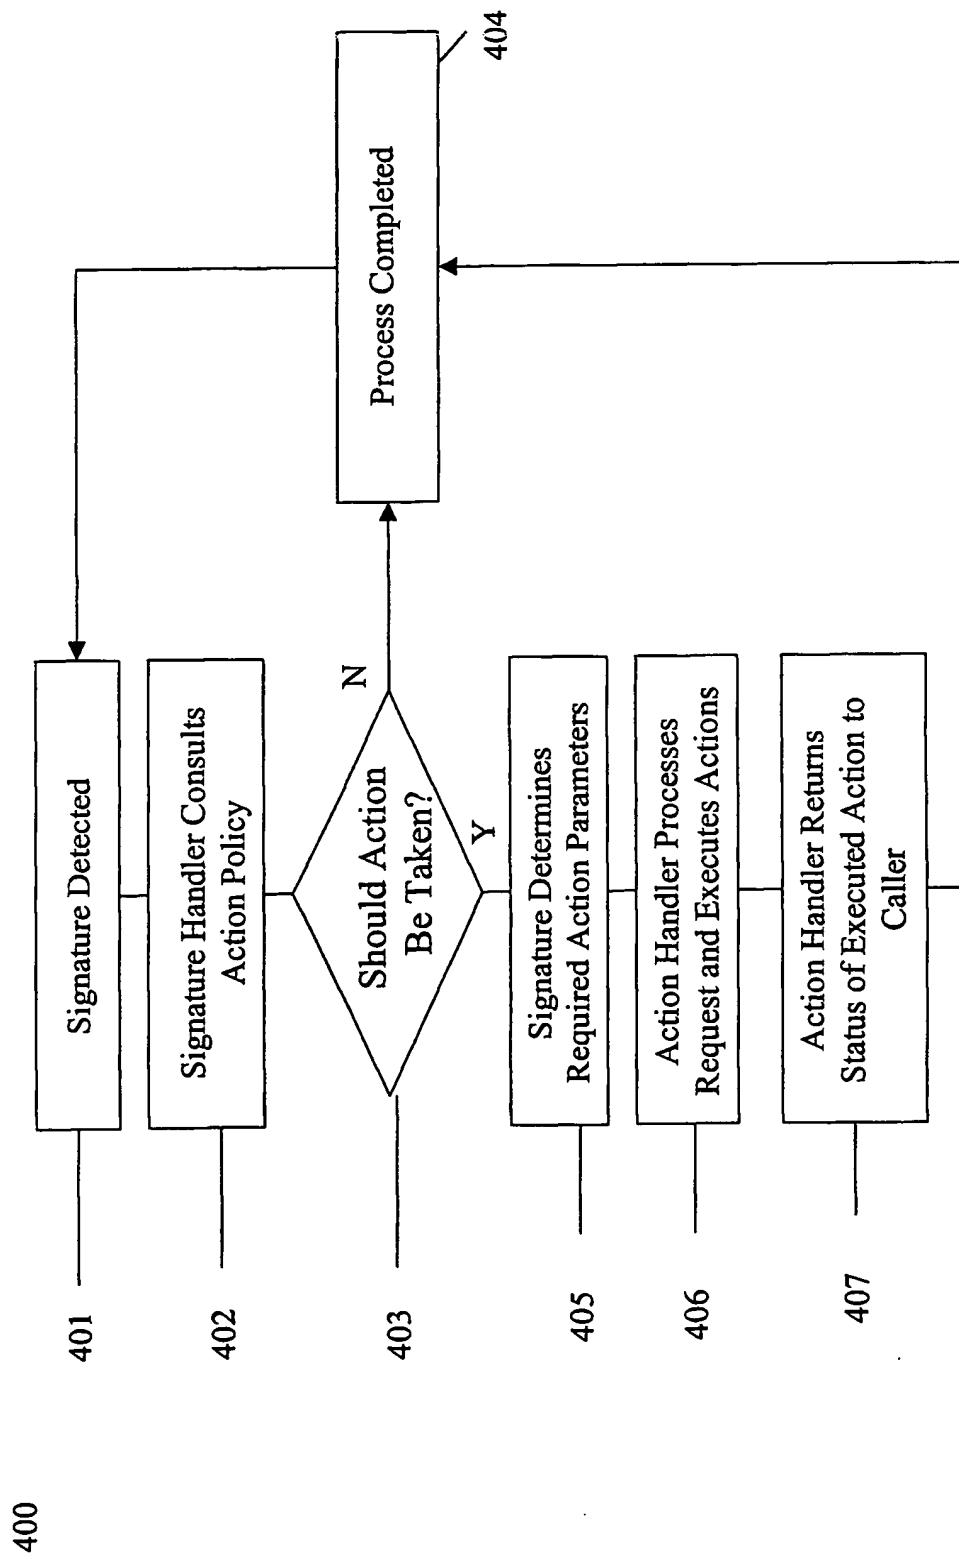 400
401
Signature Detected
402
Signature Handler Consults
Action Policy
403
Should Action
Be Taken?
N
Y
Process Completed
404
405
Signature Determines
Required Action Parameters
406
Action Handler Processes
Request and Executes Actions
407
Action Handler Returns
Status of Executed Action to
Caller